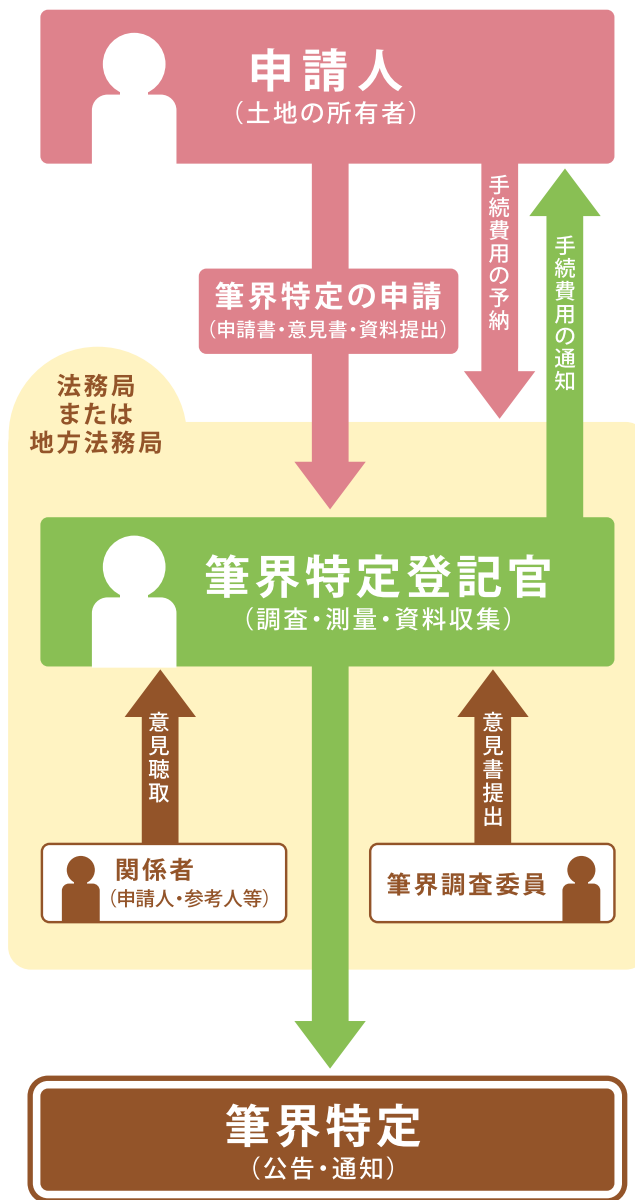 申請人
（土地の所有者）
手続費用の予納
手続費用の通知
筆界特定の申請
（申請書・意見書・資料提出）
法務局
または
地方法務局
筆界特定登記官
（調査・測量・資料収集）
意見聴取
意見書提出
関係者
（申請人・参考人等）
筆界調査委員
筆界特定
（公告・通知）